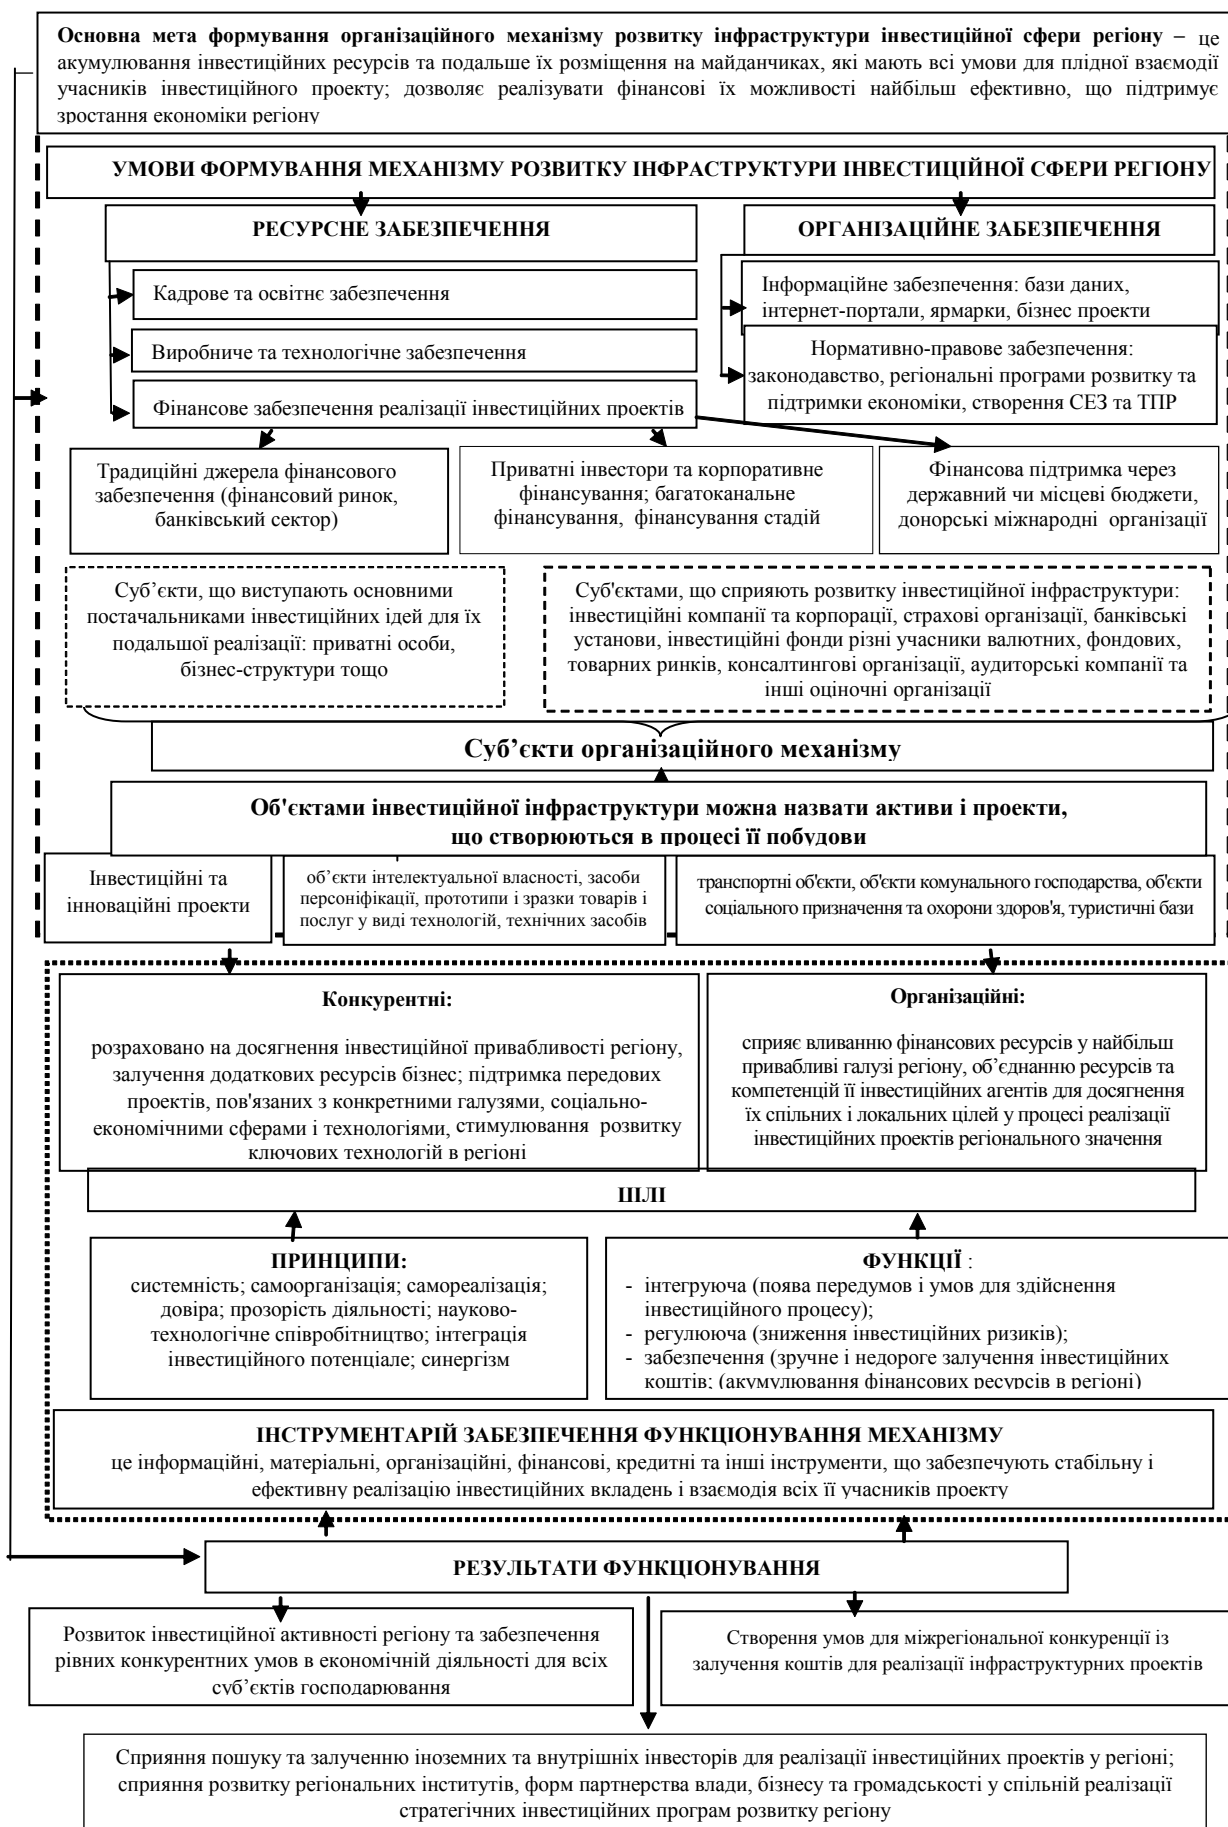 Основна мета формування організаційного механізму розвитку інфраструктури інвестиційної сфери регіону – це
акумулювання інвестиційних ресурсів та подальше їх розміщення на майданчиках, які мають всі умови для плідної взаємодії
учасників інвестиційного проекту; дозволяє реалізувати фінансові їх можливості найбільш ефективно, що підтримує
зростання економіки регіону
УМОВИ ФОРМУВАННЯ МЕХАНІЗМУ РОЗВИТКУ ІНФРАСТРУКТУРИ ІНВЕСТИЦІЙНОЇ СФЕРИ РЕГІОНУ
РЕСУРСНЕ ЗАБЕЗПЕЧЕННЯ
Кадрове та освітнє забезпечення
Виробниче та технологічне забезпечення
Фінансове забезпечення реалізації інвестиційних проектів
ОРГАНІЗАЦІЙНЕ ЗАБЕЗПЕЧЕННЯ
Інформаційне забезпечення: бази даних,
інтернет-портали, ярмарки, бізнес проекти
Нормативно-правове забезпечення:
законодавство, регіональні програми розвитку та
підтримки економіки, створення СЕЗ та ТПР
Традиційні джерела фінансового
забезпечення (фінансовий ринок,
банківський сектор)
Приватні інвестори та корпоративне
фінансування; багатоканальне
фінансування, фінансування стадій
Фінансова підтримка через
державний чи місцеві бюджети,
донорські міжнародні організації
Суб’єкти, що виступають основними
постачальниками інвестиційних ідей для їх
подальшої реалізації: приватні особи,
бізнес-структури тощо
Суб'єктами, що сприяють розвитку інвестиційної інфраструктури:
інвестиційні компанії та корпорації, страхові організації, банківські
установи, інвестиційні фонди різні учасники валютних, фондових,
товарних ринків, консалтингові організації, аудиторські компанії та
інші оціночні організації
Суб’єкти організаційного механізму
Об'єктами інвестиційної інфраструктури можна назвати активи і проекти,
що створюються в процесі її побудови
Інвестиційні та
інноваційні проекти
об’єкти інтелектуальної власності, засоби
персоніфікації, прототипи і зразки товарів і
послуг у виді технологій, технічних засобів
транспортні об'єкти, об'єкти комунального господарства, об'єкти
соціального призначення та охорони здоров'я, туристичні бази
Конкурентні:
розраховано на досягнення інвестиційної привабливості регіону,
залучення додаткових ресурсів бізнес; підтримка передових
проектів, пов'язаних з конкретними галузями, соціально-
економічними сферами і технологіями, стимулювання розвитку
ключових технологій в регіоні
Організаційні:
сприяє вливанню фінансових ресурсів у найбільш
привабливі галузі регіону, об’єднанню ресурсів та
компетенцій її інвестиційних агентів для досягнення
їх спільних і локальних цілей у процесі реалізації
інвестиційних проектів регіонального значення
ЦІЛІ
ПРИНЦИПИ:
системність; самоорганізація; самореалізація;
довіра; прозорість діяльності; науково-
технологічне співробітництво; інтеграція
інвестиційного потенціале; синергізм
ФУНКЦІЇ :
- інтегруюча (поява передумов і умов для здійснення
інвестиційного процесу);
- регулююча (зниження інвестиційних ризиків);
- забезпечення (зручне і недороге залучення інвестиційних
коштів; (акумулювання фінансових ресурсів в регіоні)
ІНСТРУМЕНТАРІЙ ЗАБЕЗПЕЧЕННЯ ФУНКЦІОНУВАННЯ МЕХАНІЗМУ
це інформаційні, матеріальні, організаційні, фінансові, кредитні та інші інструменти, що забезпечують стабільну і
ефективну реалізацію інвестиційних вкладень і взаємодія всіх її учасників проекту
РЕЗУЛЬТАТИ ФУНКЦІОНУВАННЯ
Розвиток інвестиційної активності регіону та забезпечення
рівних конкурентних умов в економічній діяльності для всіх
суб’єктів господарювання
Створення умов для міжрегіональної конкуренції із
залучення коштів для реалізації інфраструктурних проектів
Сприяння пошуку та залученню іноземних та внутрішніх інвесторів для реалізації інвестиційних проектів у регіоні;
сприяння розвитку регіональних інститутів, форм партнерства влади, бізнесу та громадськості у спільній реалізації
стратегічних інвестиційних програм розвитку регіону